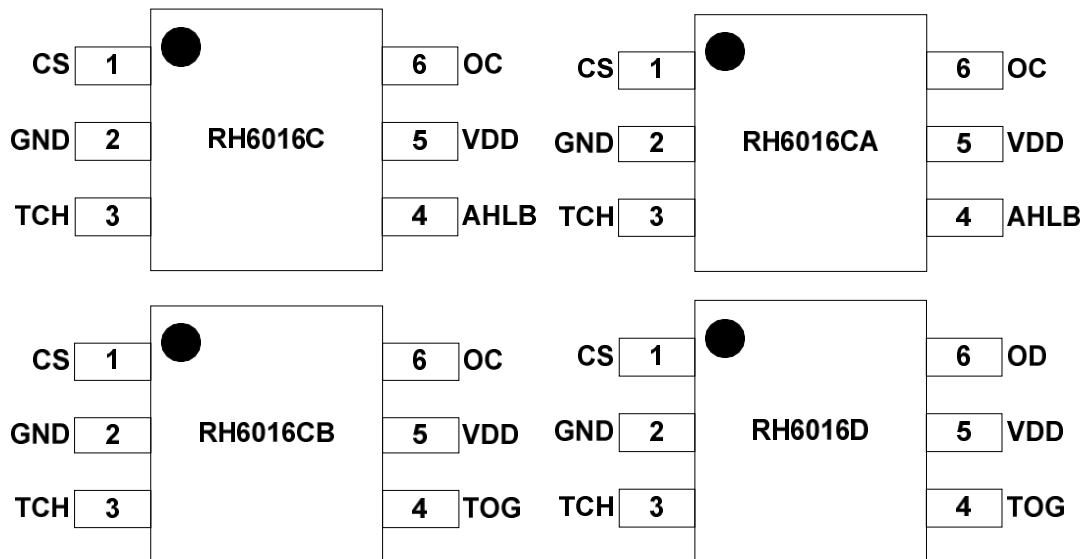 CS 1 6 OC
GND 2 RH6016C 5 VDD
TCH 3 4 AHLB
CS 1 6 OC
GND 2 RH6016CA 5 VDD
TCH 3 4 AHLB
CS 1 6 OC
GND 2 RH6016CB 5 VDD
TCH 3 4 TOG
CS 1 6 OD
GND 2 RH6016D 5 VDD
TCH 3 4 TOG